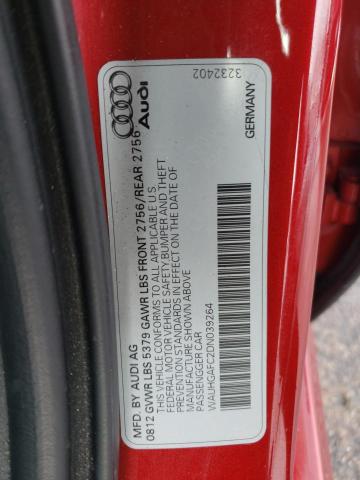 Audi
3232402
GERMANY
MFD. BY AUDI AG
0812 GVWR LBS 5379 GAWR LBS FRONT 2756/REAR 2756
THIS VEHICLE CONFORMS TO ALL APPLICABLE U.S.
FEDERAL MOTOR VEHICLE SAFETY BUMPER AND THEFT
PREVENTION STANDARDS IN EFFECT ON THE DATE OF
MANUFACTURE SHOWN ABOVE
PASSENGGER CAR
WAUHGAFC2DN039264